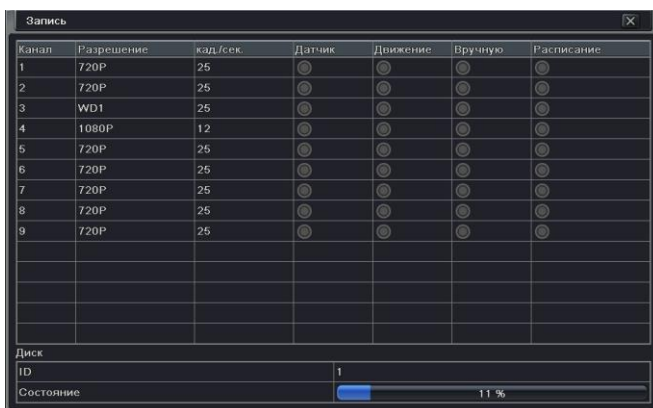 Запись
Канал Разрешение кад./сек. Датчик Движение Вручную Расписание
1 720P 25
2 720P 25
3 WD1 25
4 1080P 12
5 720P 25
6 720P 25
7 720P 25
8 720P 25
9 720P 25
Диск
ID 1
Состояние 11 %